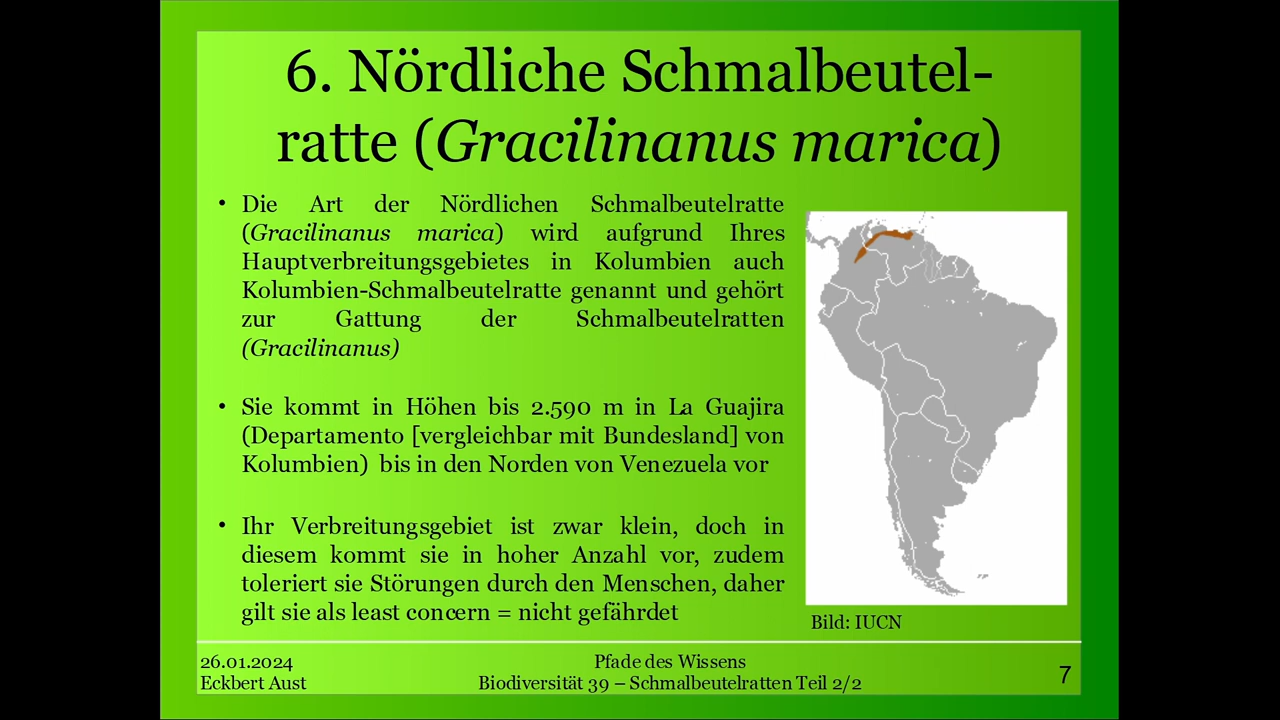 6. Nördliche Schmalbeutel-
ratte (Gracilinanus marica)
• Die Art der Nördlichen Schmalbeutelratte
(Gracilinanus marica) wird aufgrund Ihres
Hauptverbreitungsgebietes in Kolumbien auch
Kolumbien-Schmalbeutelratte genannt und gehört
zur Gattung der Schmalbeutelratten
(Gracilinanus)
• Sie kommt in Höhen bis 2.590 m in La Guajira
(Departamento [vergleichbar mit Bundesland] von
Kolumbien) bis in den Norden von Venezuela vor
• Ihr Verbreitungsgebiet ist zwar klein, doch in
diesem kommt sie in hoher Anzahl vor, zudem
toleriert sie Störungen durch den Menschen, daher
gilt sie als least concern = nicht gefährdet
Bild: IUCN
26.01.2024
Eckbert Aust
Pfade des Wissens
Biodiversität 39 – Schmalbeutelratten Teil 2/2
7